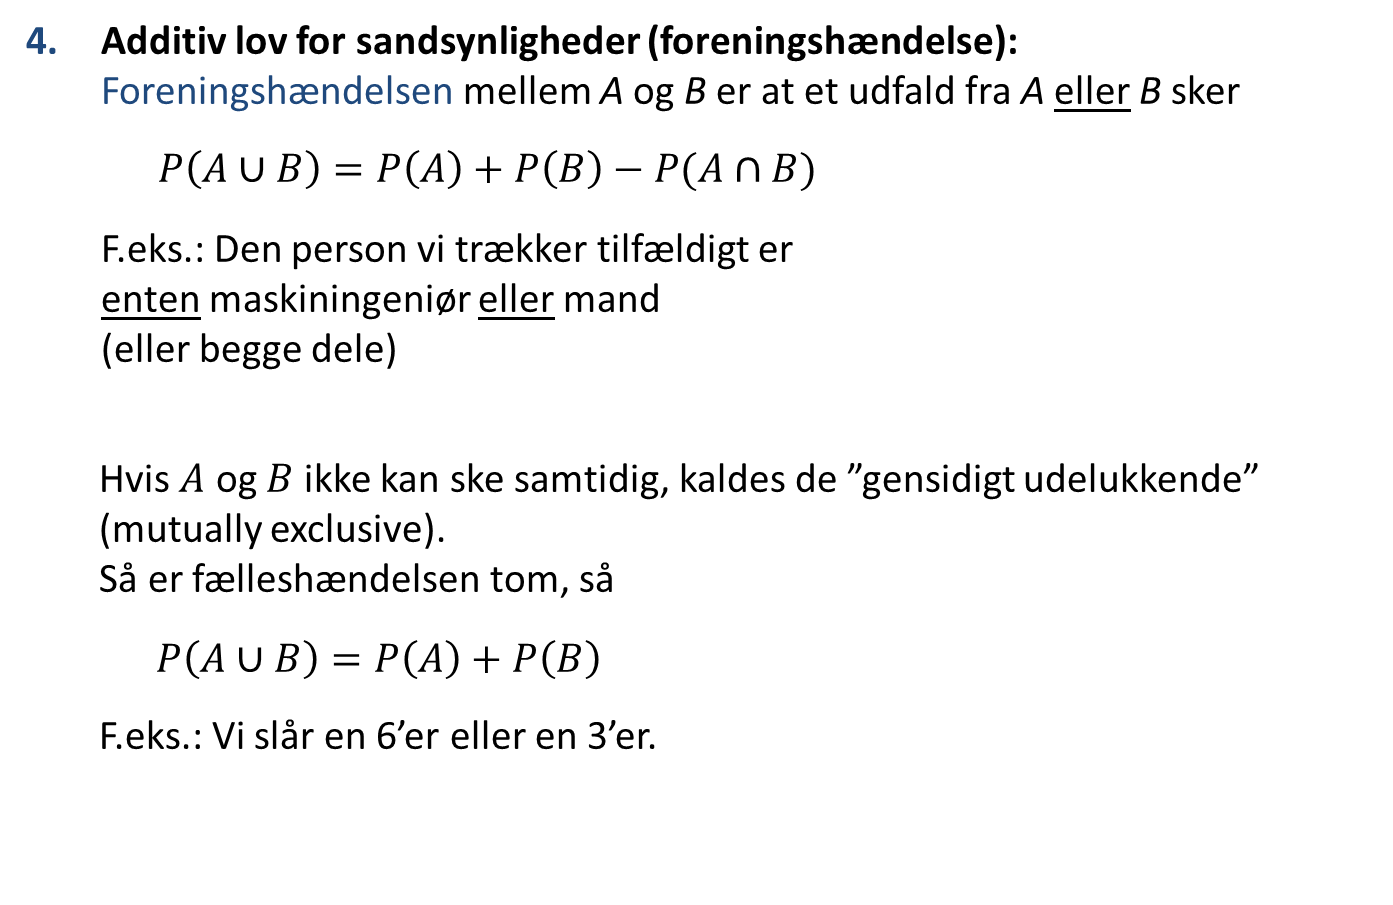 4. Additiv lov for sandsynligheder (foreningshændelse):
Foreningshændelsen mellem A og B er at et udfald fra A eller B sker
P(A ∪ B) = P(A) + P(B) − P(A ∩ B)
F.eks.: Den person vi trækker tilfældigt er
enten maskiningeniør eller mand
(eller begge dele)
Hvis A og B ikke kan ske samtidig, kaldes de ”gensidigt udelukkende”
(mutually exclusive).
Så er fælleshændelsen tom, så
P(A ∪ B) = P(A) + P(B)
F.eks.: Vi slår en 6’er eller en 3’er.